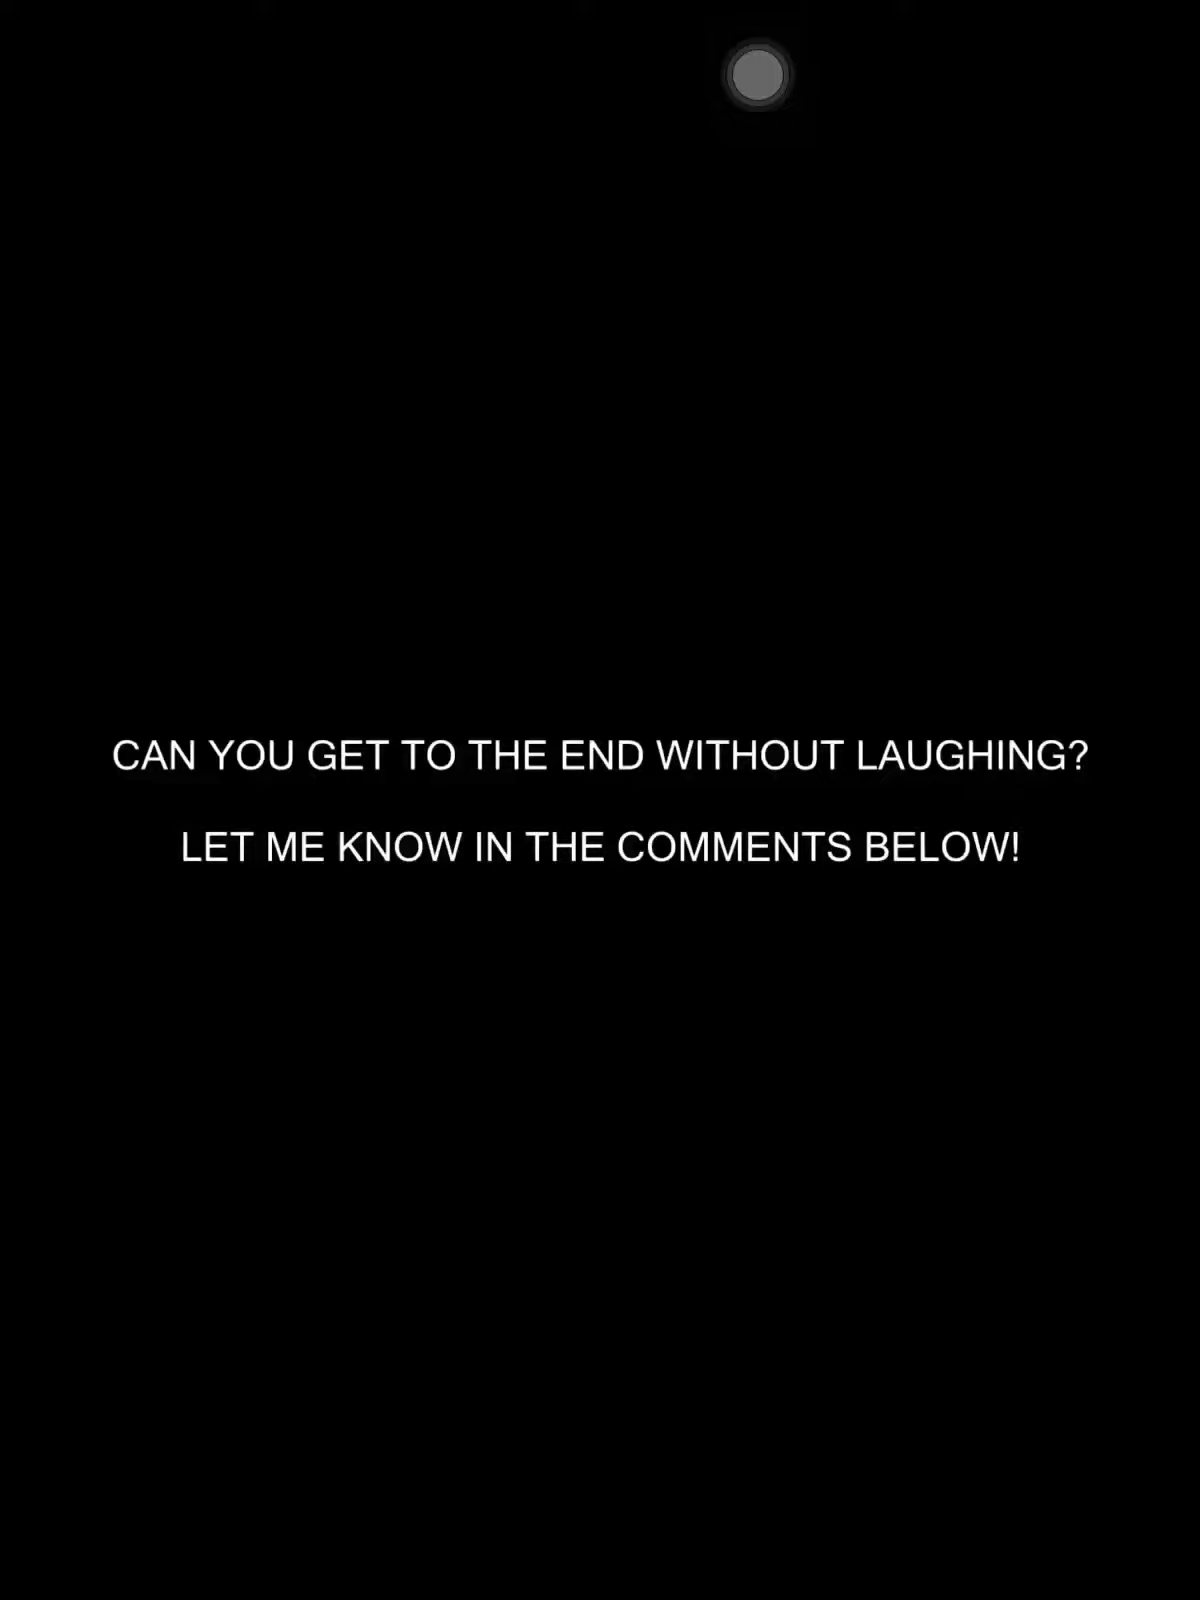 CAN YOU GET TO THE END WITHOUT LAUGHING?
LET ME KNOW IN THE COMMENTS BELOW!